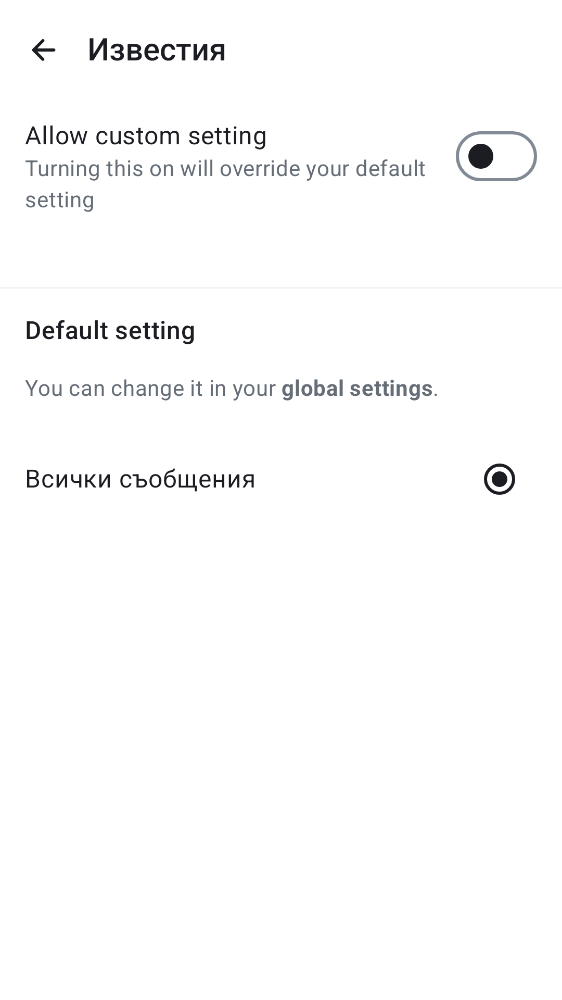 Известия
Allow custom setting
Turning this on will override your default
setting
Default setting
You can change it in your global settings.
Всички съобщения